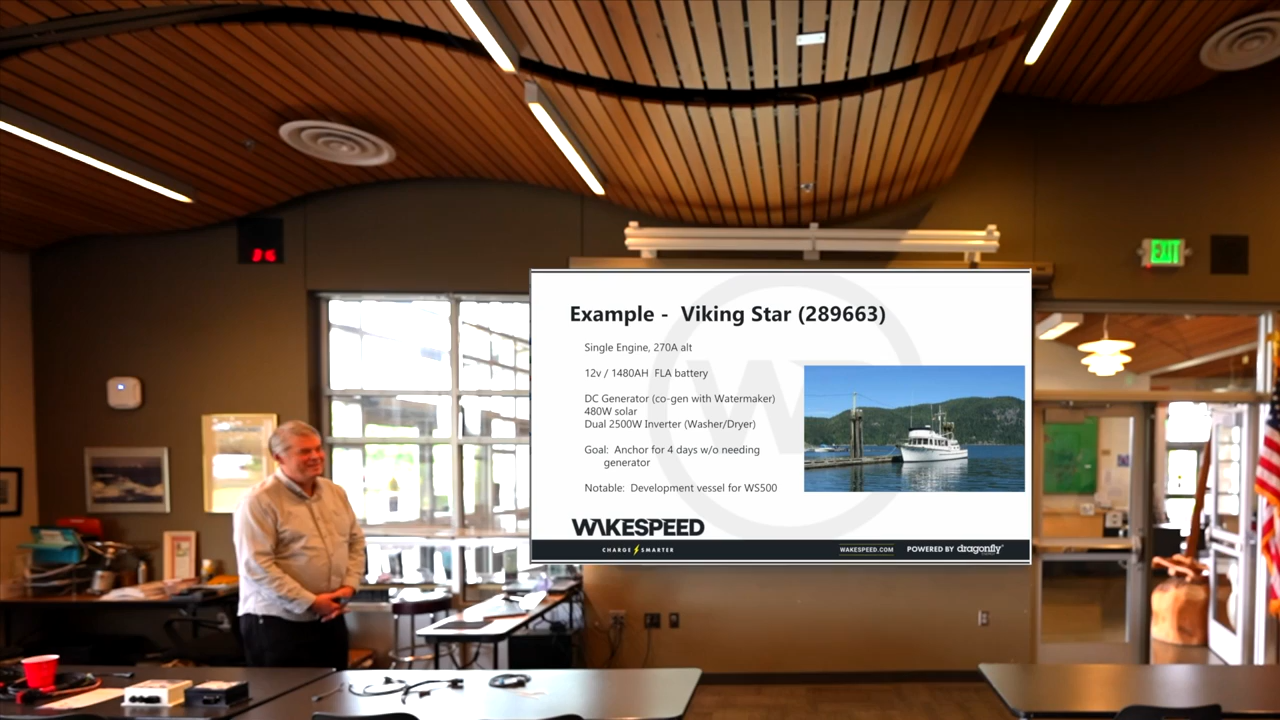 36
EXIT
Example - Viking Star (289663)
Single Engine, 270A alt
12v / 1480AH FLA battery
DC Generator (co-gen with Watermaker)
480W solar
Dual 2500W Inverter (Washer/Dryer)
Goal: Anchor for 4 days w/o needing
generator
Notable: Development vessel for WS500
WAKESPEED
CHARGE SMARTER
WAKESPEED.COM
POWERED BY dragonfly